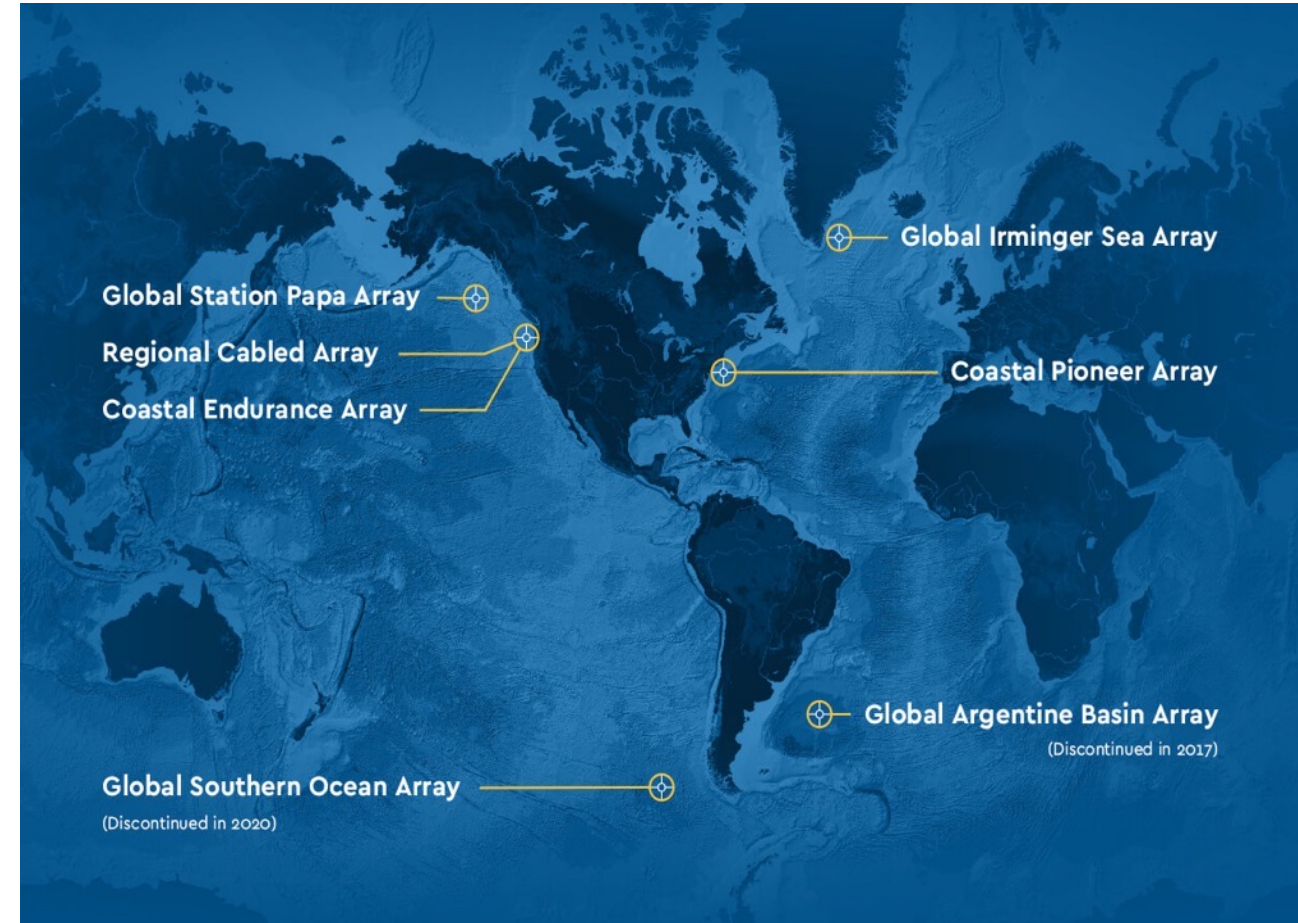 Global Irminger Sea Array
Global Station Papa Array
Regional Cabled Array
Coastal Pioneer Array
Coastal Endurance Array
Global Argentine Basin Array
(Discontinued in 2017)
Global Southern Ocean Array
(Discontinued in 2020)